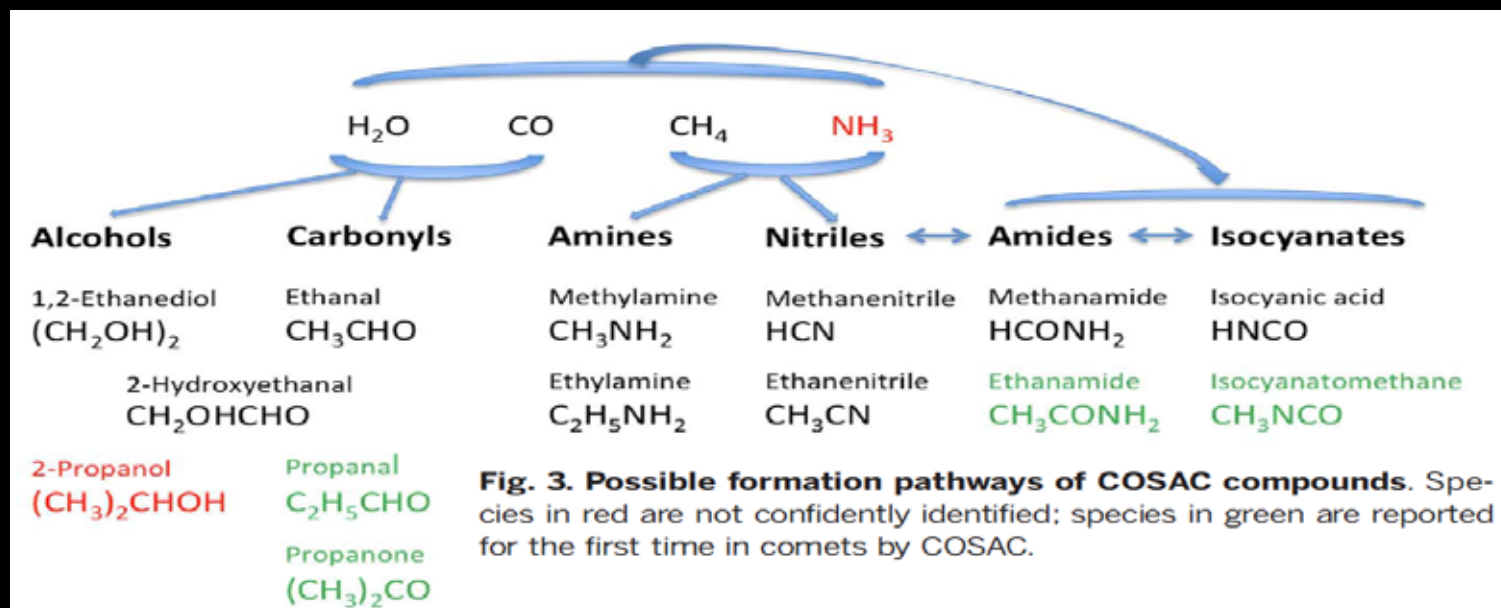 H₂O CO CH₄ NH₃
Alcohols Carbonyls Amines Nitriles Amides Isocyanates
1,2-Ethanediol Ethanal Methylamine Methanenitrile Methanamide Isocyanic acid
(CH₂OH)₂ CH₃CHO CH₃NH₂ HCN HCONH₂ HNCO
2-Hydroxyethanal Ethylamine Ethanenitrile Ethanamide Isocyanatomethane
CH₂OHCHO C₂H₅NH₂ CH₃CN CH₃CONH₂ CH₃NCO
2-Propanol Propanal
(CH₃)₂CHOH C₂H₅CHO
Propanone
(CH₃)₂CO
Fig. 3. Possible formation pathways of COSAC compounds. Spe-
cies in red are not confidently identified; species in green are reported
for the first time in comets by COSAC.